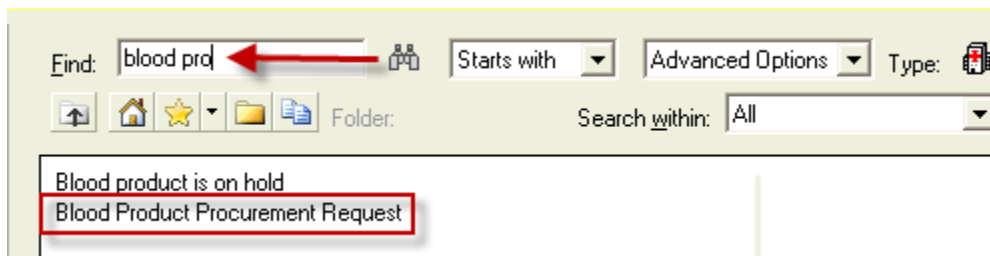 Find: blood pro Starts with Advanced Options Type:
Folder: Search within: All
Blood product is on hold
Blood Product Procurement Request